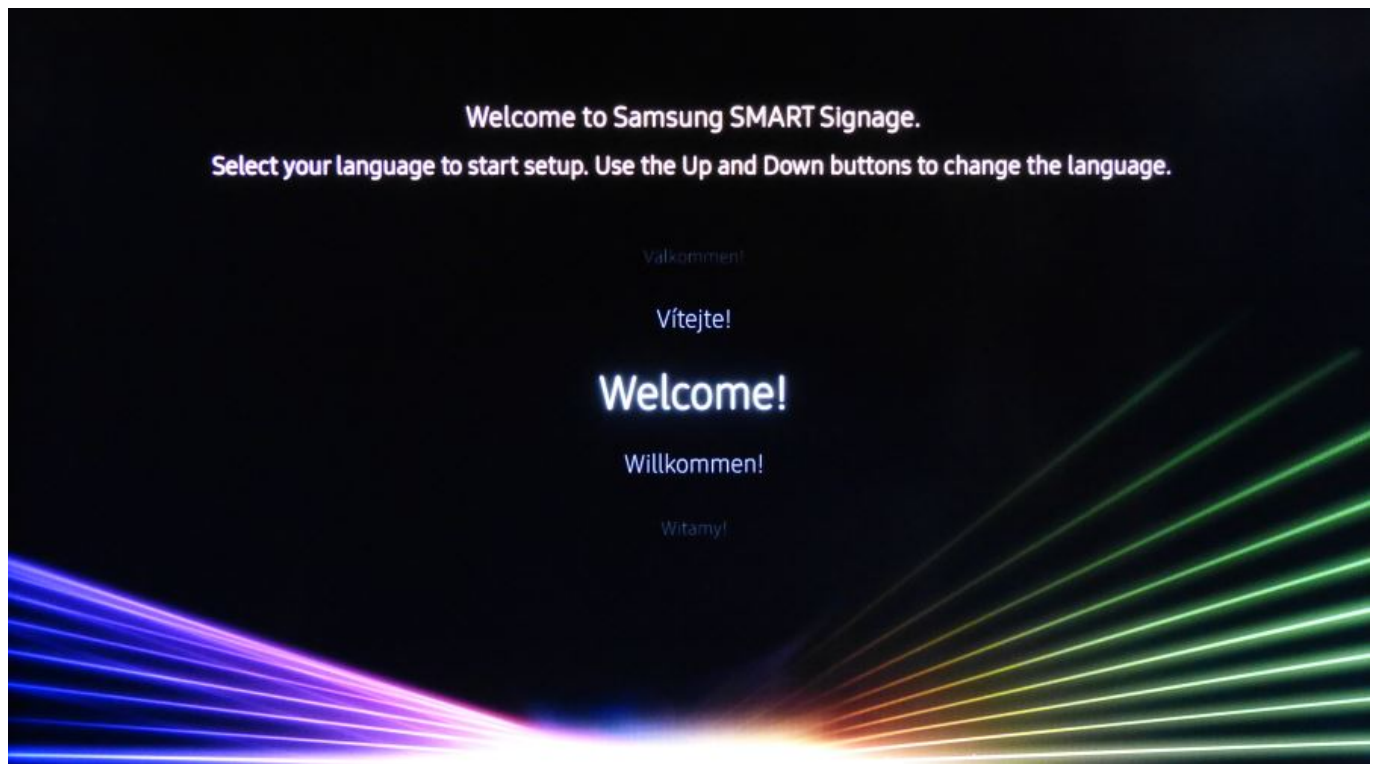 Welcome to Samsung SMART Signage.
Select your language to start setup. Use the Up and Down buttons to change the language.
Välkommen!
Vítejte!
Welcome!
Willkommen!
Witamy!